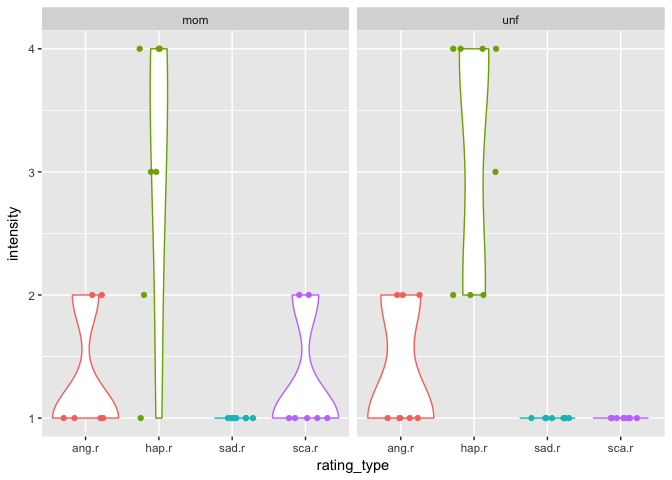 mom unf
intensity
4
3
2
1
ang.r hap.r sad.r sca.r ang.r hap.r sad.r sca.r
rating_type